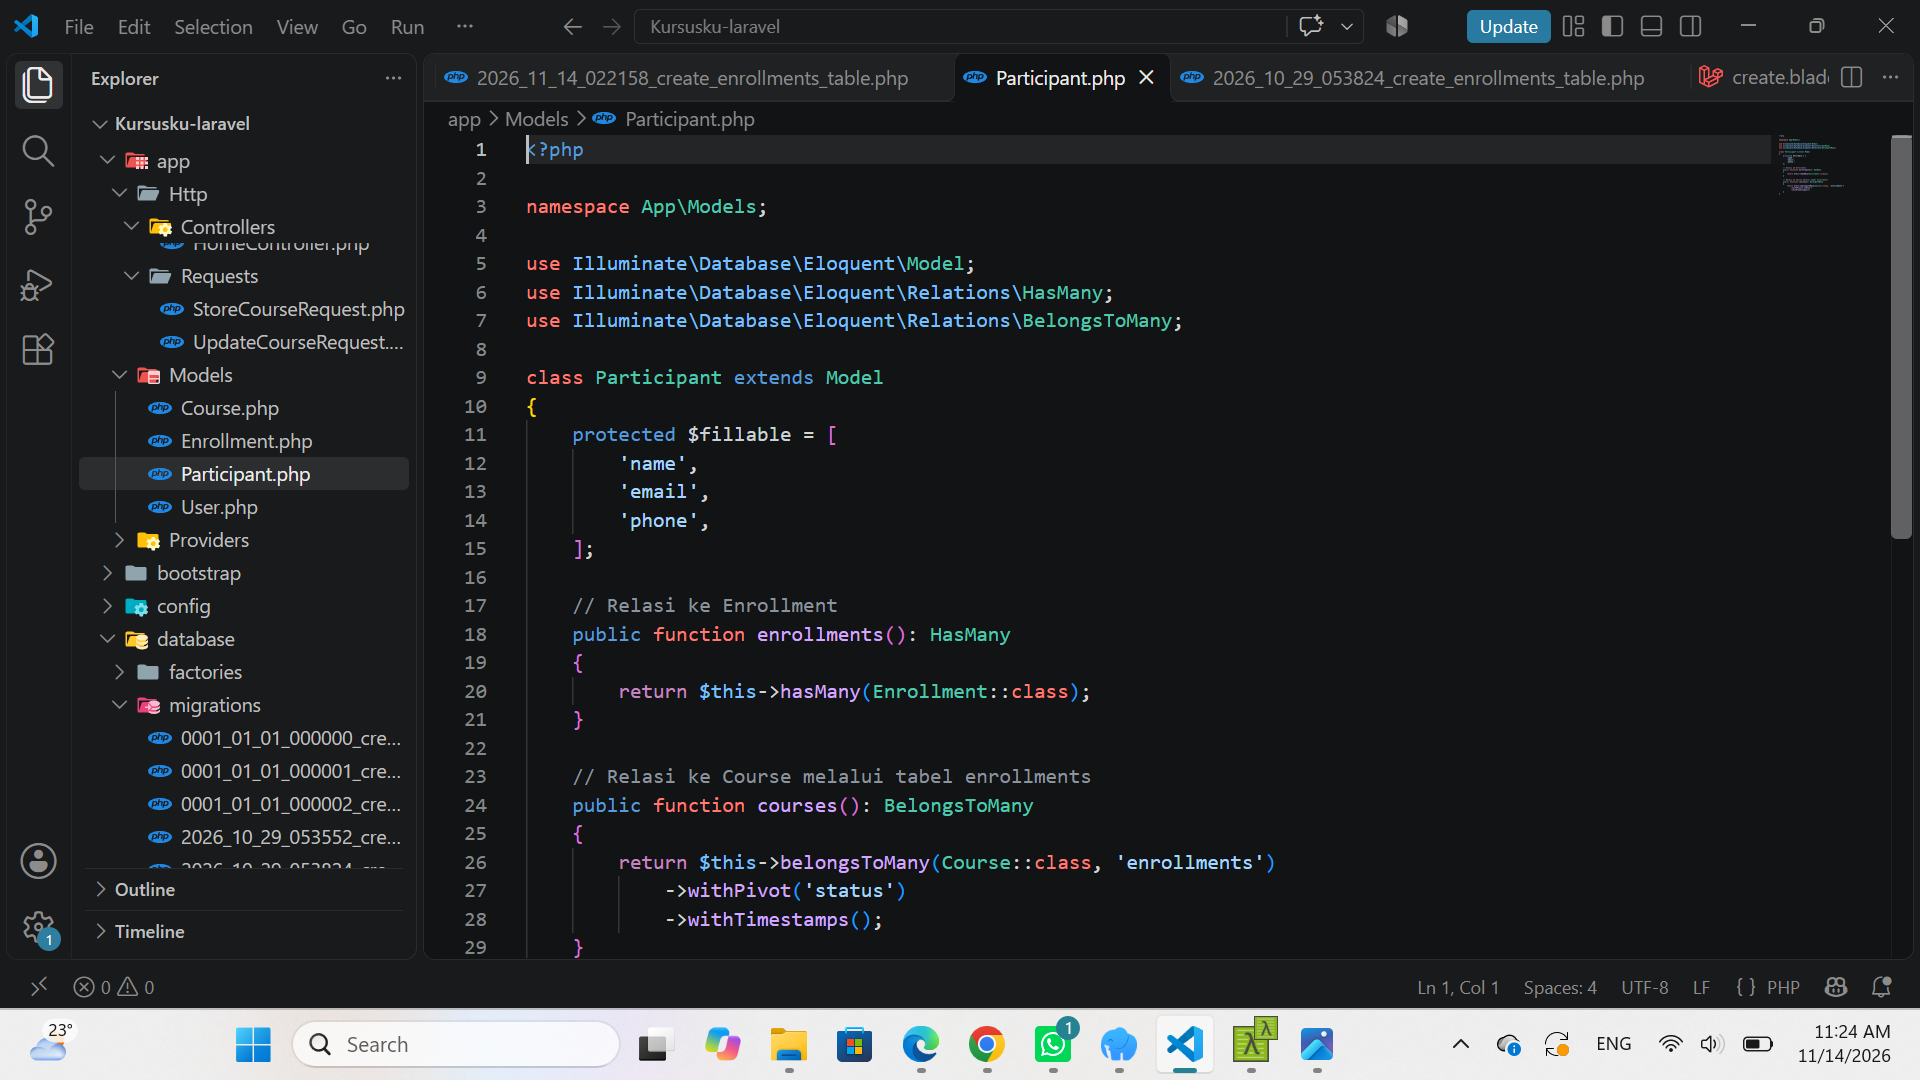 File Edit Selection View Go Run ···
Kursusku-laravel
Update
Explorer
Kursusku-laravel
app
Http
Controllers
HomeController.php
Requests
StoreCourseRequest.php
UpdateCourseRequest....
Models
Course.php
Enrollment.php
Participant.php
User.php
Providers
bootstrap
config
database
factories
migrations
0001_01_01_000000_cre...
0001_01_01_000001_cre...
0001_01_01_000002_cre...
2026_10_29_053552_cre...
2026_10_29_053824_cre...
Outline
Timeline
1
2026_11_14_022158_create_enrollments_table.php
Participant.php
2026_10_29_053824_create_enrollments_table.php
create.blad
app > Models > Participant.php
1 <?php
2
3 namespace App\Models;
4
5 use Illuminate\Database\Eloquent\Model;
6 use Illuminate\Database\Eloquent\Relations\HasMany;
7 use Illuminate\Database\Eloquent\Relations\BelongsToMany;
8
9 class Participant extends Model
10 {
11 protected $fillable = [
12 'name',
13 'email',
14 'phone',
15 ];
16
17 // Relasi ke Enrollment
18 public function enrollments(): HasMany
19 {
20 return $this->hasMany(Enrollment::class);
21 }
22
23 // Relasi ke Course melalui tabel enrollments
24 public function courses(): BelongsToMany
25 {
26 return $this->belongsToMany(Course::class, 'enrollments')
27 ->withPivot('status')
28 ->withTimestamps();
29 }
0 0
Ln 1, Col 1 Spaces: 4 UTF-8 LF { } PHP
23°
Search
1
ENG
11:24 AM
11/14/2026